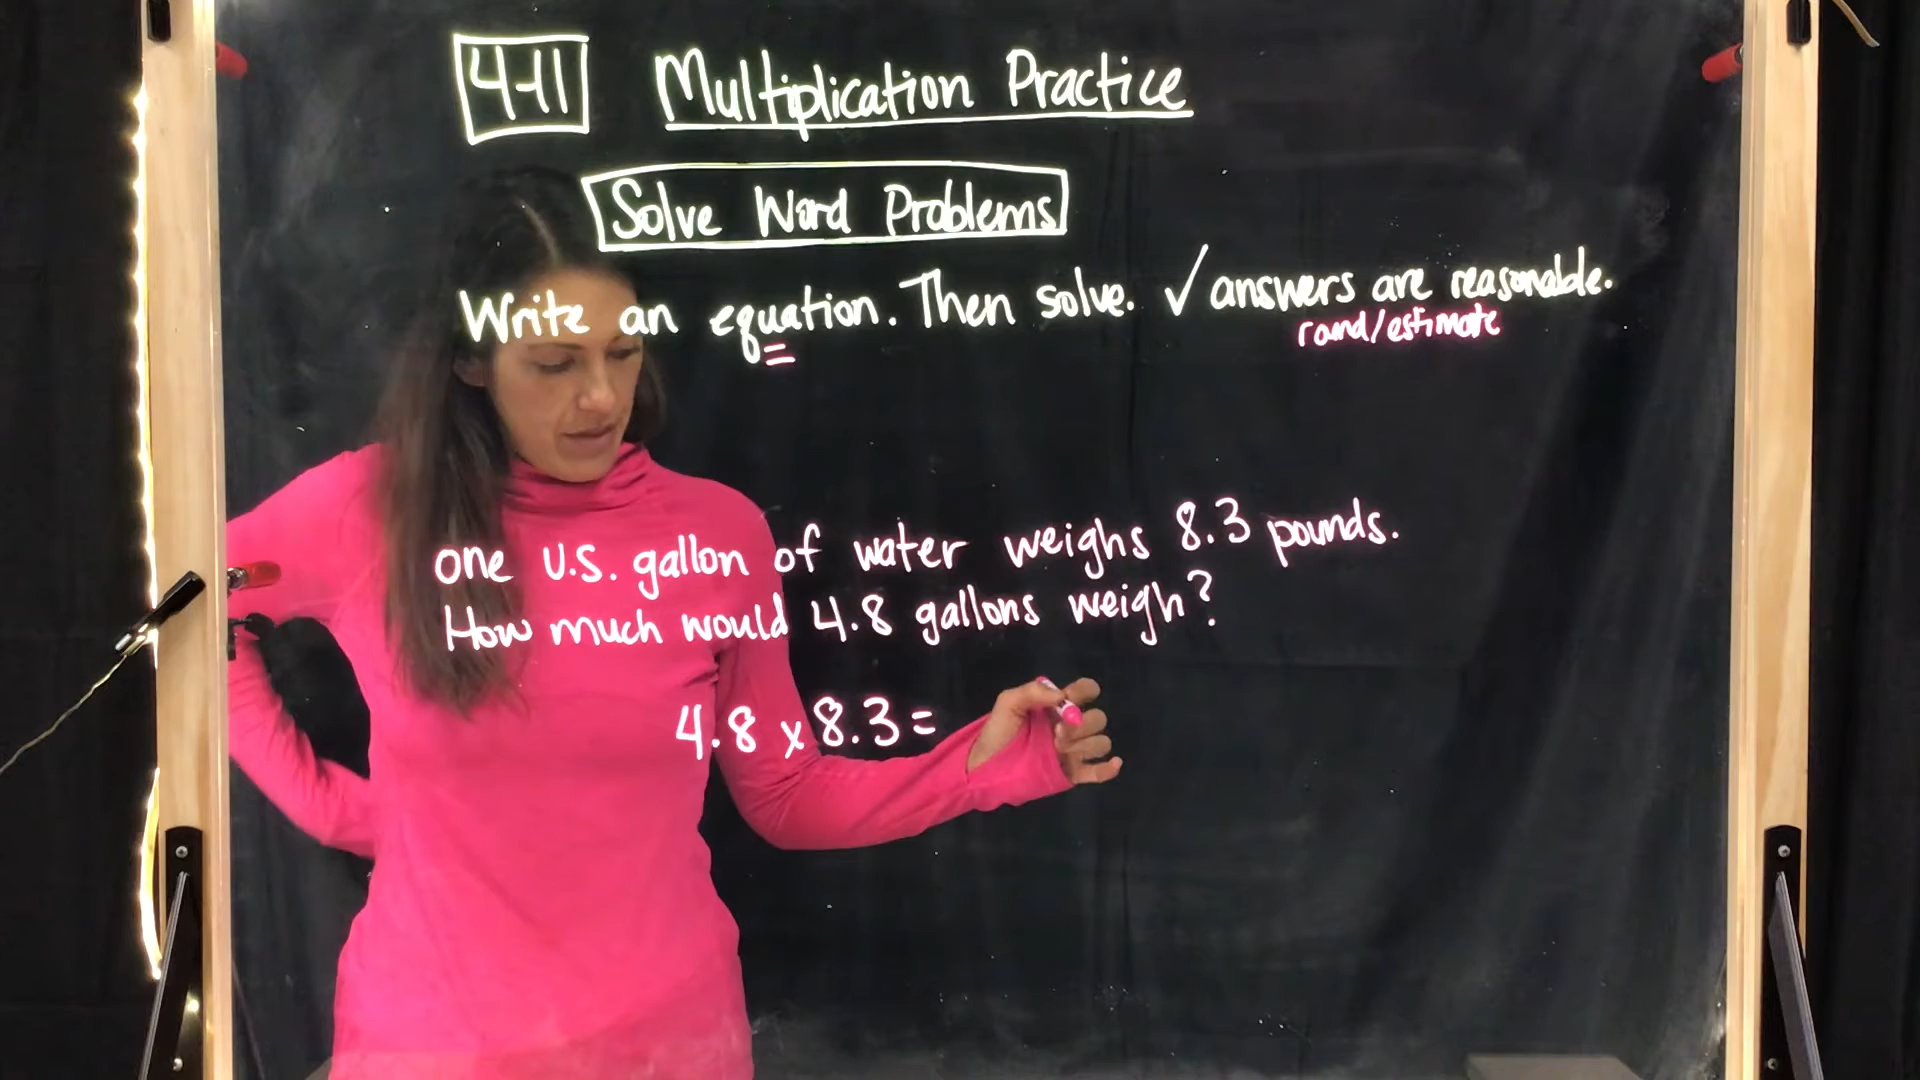 4-11 Multiplication Practice
Solve Word Problems
Write an equation. Then solve. ✓ answers are reasonable.
round/estimate
one U.S. gallon of water weighs 8.3 pounds.
How much would 4.8 gallons weigh?
4.8 x 8.3 =